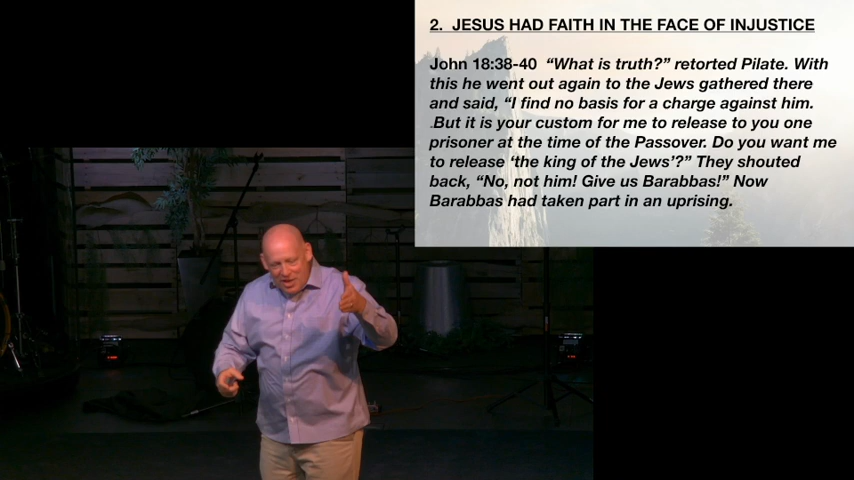 2. JESUS HAD FAITH IN THE FACE OF INJUSTICE
John 18:38-40 “What is truth?” retorted Pilate. With
this he went out again to the Jews gathered there
and said, “I find no basis for a charge against him.
.But it is your custom for me to release to you one
prisoner at the time of the Passover. Do you want me
to release ‘the king of the Jews’?” They shouted
back, “No, not him! Give us Barabbas!” Now
Barabbas had taken part in an uprising.